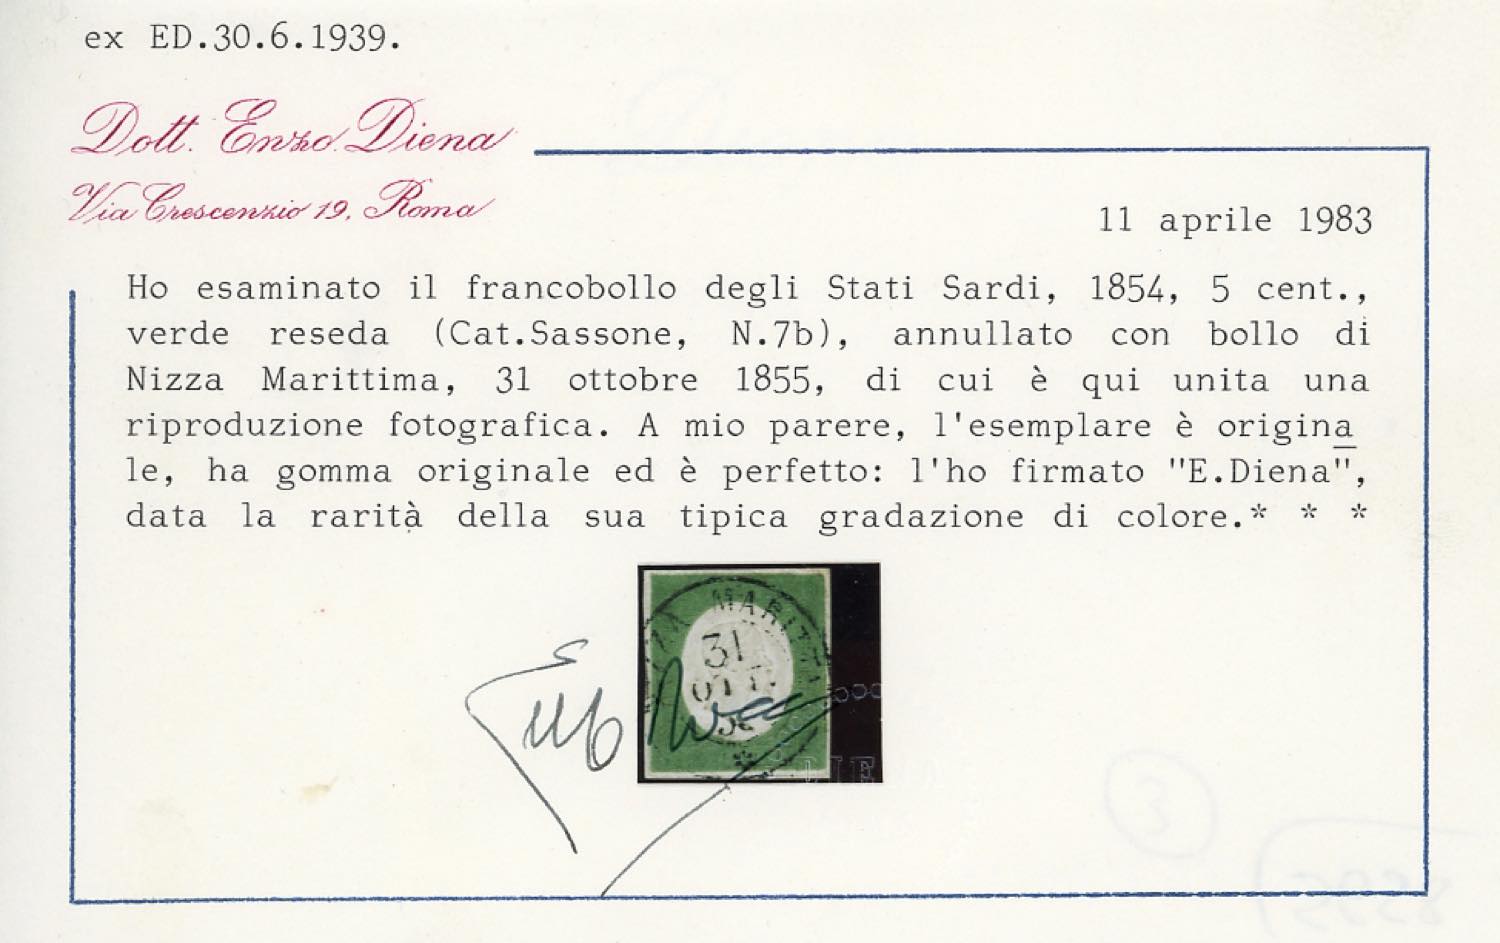 ex ED.30.6.1939.
Dott. Enzo Diena
Via Crescenzio 19, Roma
11 aprile 1983
Ho esaminato il francobollo degli Stati Sardi, 1854, 5 cent.,
verde reseda (Cat.Sassone, N.7b), annullato con bollo di
Nizza Marittima, 31 ottobre 1855, di cui è qui unita una
riproduzione fotografica. A mio parere, l'esemplare è origina
le, ha gomma originale ed è perfetto: l'ho firmato "E.Diena",
data la rarità della sua tipica gradazione di colore.* * *
31